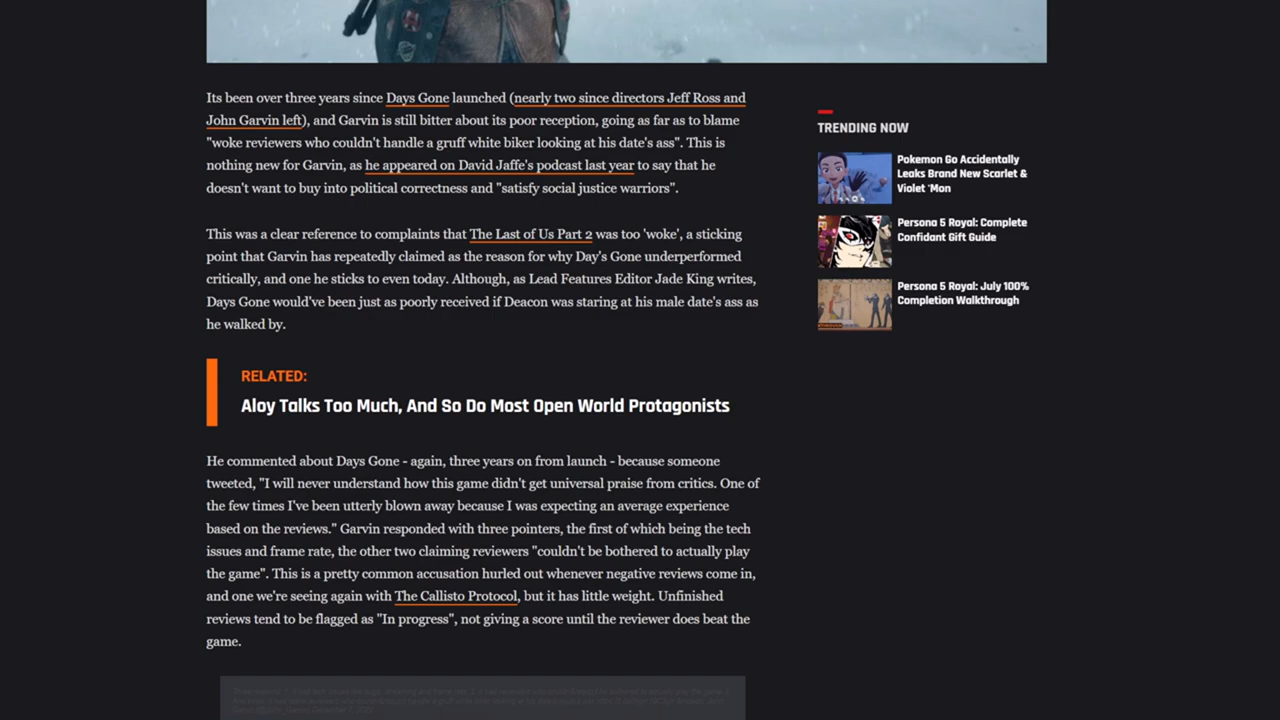 Its been over three years since Days Gone launched (nearly two since directors Jeff Ross and
John Garvin left), and Garvin is still bitter about its poor reception, going as far as to blame
"woke reviewers who couldn't handle a gruff white biker looking at his date's ass". This is
nothing new for Garvin, as he appeared on David Jaffe's podcast last year to say that he
doesn't want to buy into political correctness and "satisfy social justice warriors".
This was a clear reference to complaints that The Last of Us Part 2 was too 'woke', a sticking
point that Garvin has repeatedly claimed as the reason for why Day's Gone underperformed
critically, and one he sticks to even today. Although, as Lead Features Editor Jade King writes,
Days Gone would've been just as poorly received if Deacon was staring at his male date's ass as
he walked by.
RELATED:
Aloy Talks Too Much, And So Do Most Open World Protagonists
He commented about Days Gone - again, three years on from launch - because someone
tweeted, "I will never understand how this game didn't get universal praise from critics. One of
the few times I've been utterly blown away because I was expecting an average experience
based on the reviews." Garvin responded with three pointers, the first of which being the tech
issues and frame rate, the other two claiming reviewers "couldn't be bothered to actually play
the game". This is a pretty common accusation hurled out whenever negative reviews come in,
and one we're seeing again with The Callisto Protocol, but it has little weight. Unfinished
reviews tend to be flagged as "In progress", not giving a score until the reviewer does beat the
game.
TRENDING NOW
Pokemon Go Accidentally
Leaks Brand New Scarlet &
Violet 'Mon
Persona 5 Royal: Complete
Confidant Gift Guide
Persona 5 Royal: July 100%
Completion Walkthrough